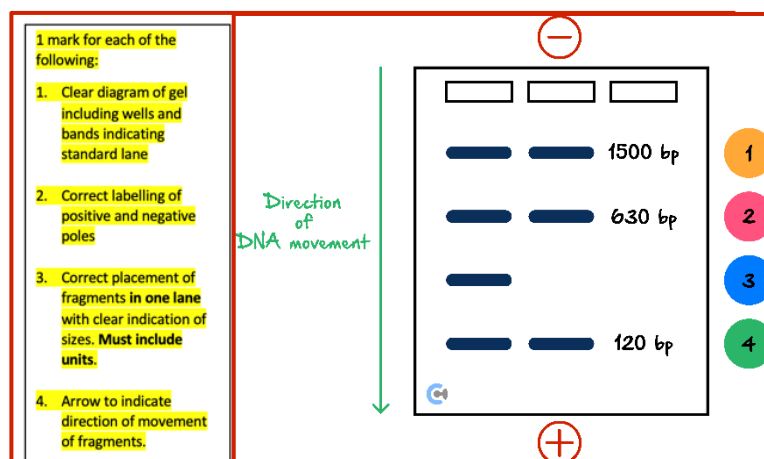 1 mark for each of the
following:
1. Clear diagram of gel
including wells and
bands indicating
standard lane
2. Correct labelling of
positive and negative
poles
3. Correct placement of
fragments in one lane
with clear indication of
sizes. Must include
units.
4. Arrow to indicate
direction of movement
of fragments.
Direction
of
DNA movement
−
1500 bp
630 bp
120 bp
+
1
2
3
4